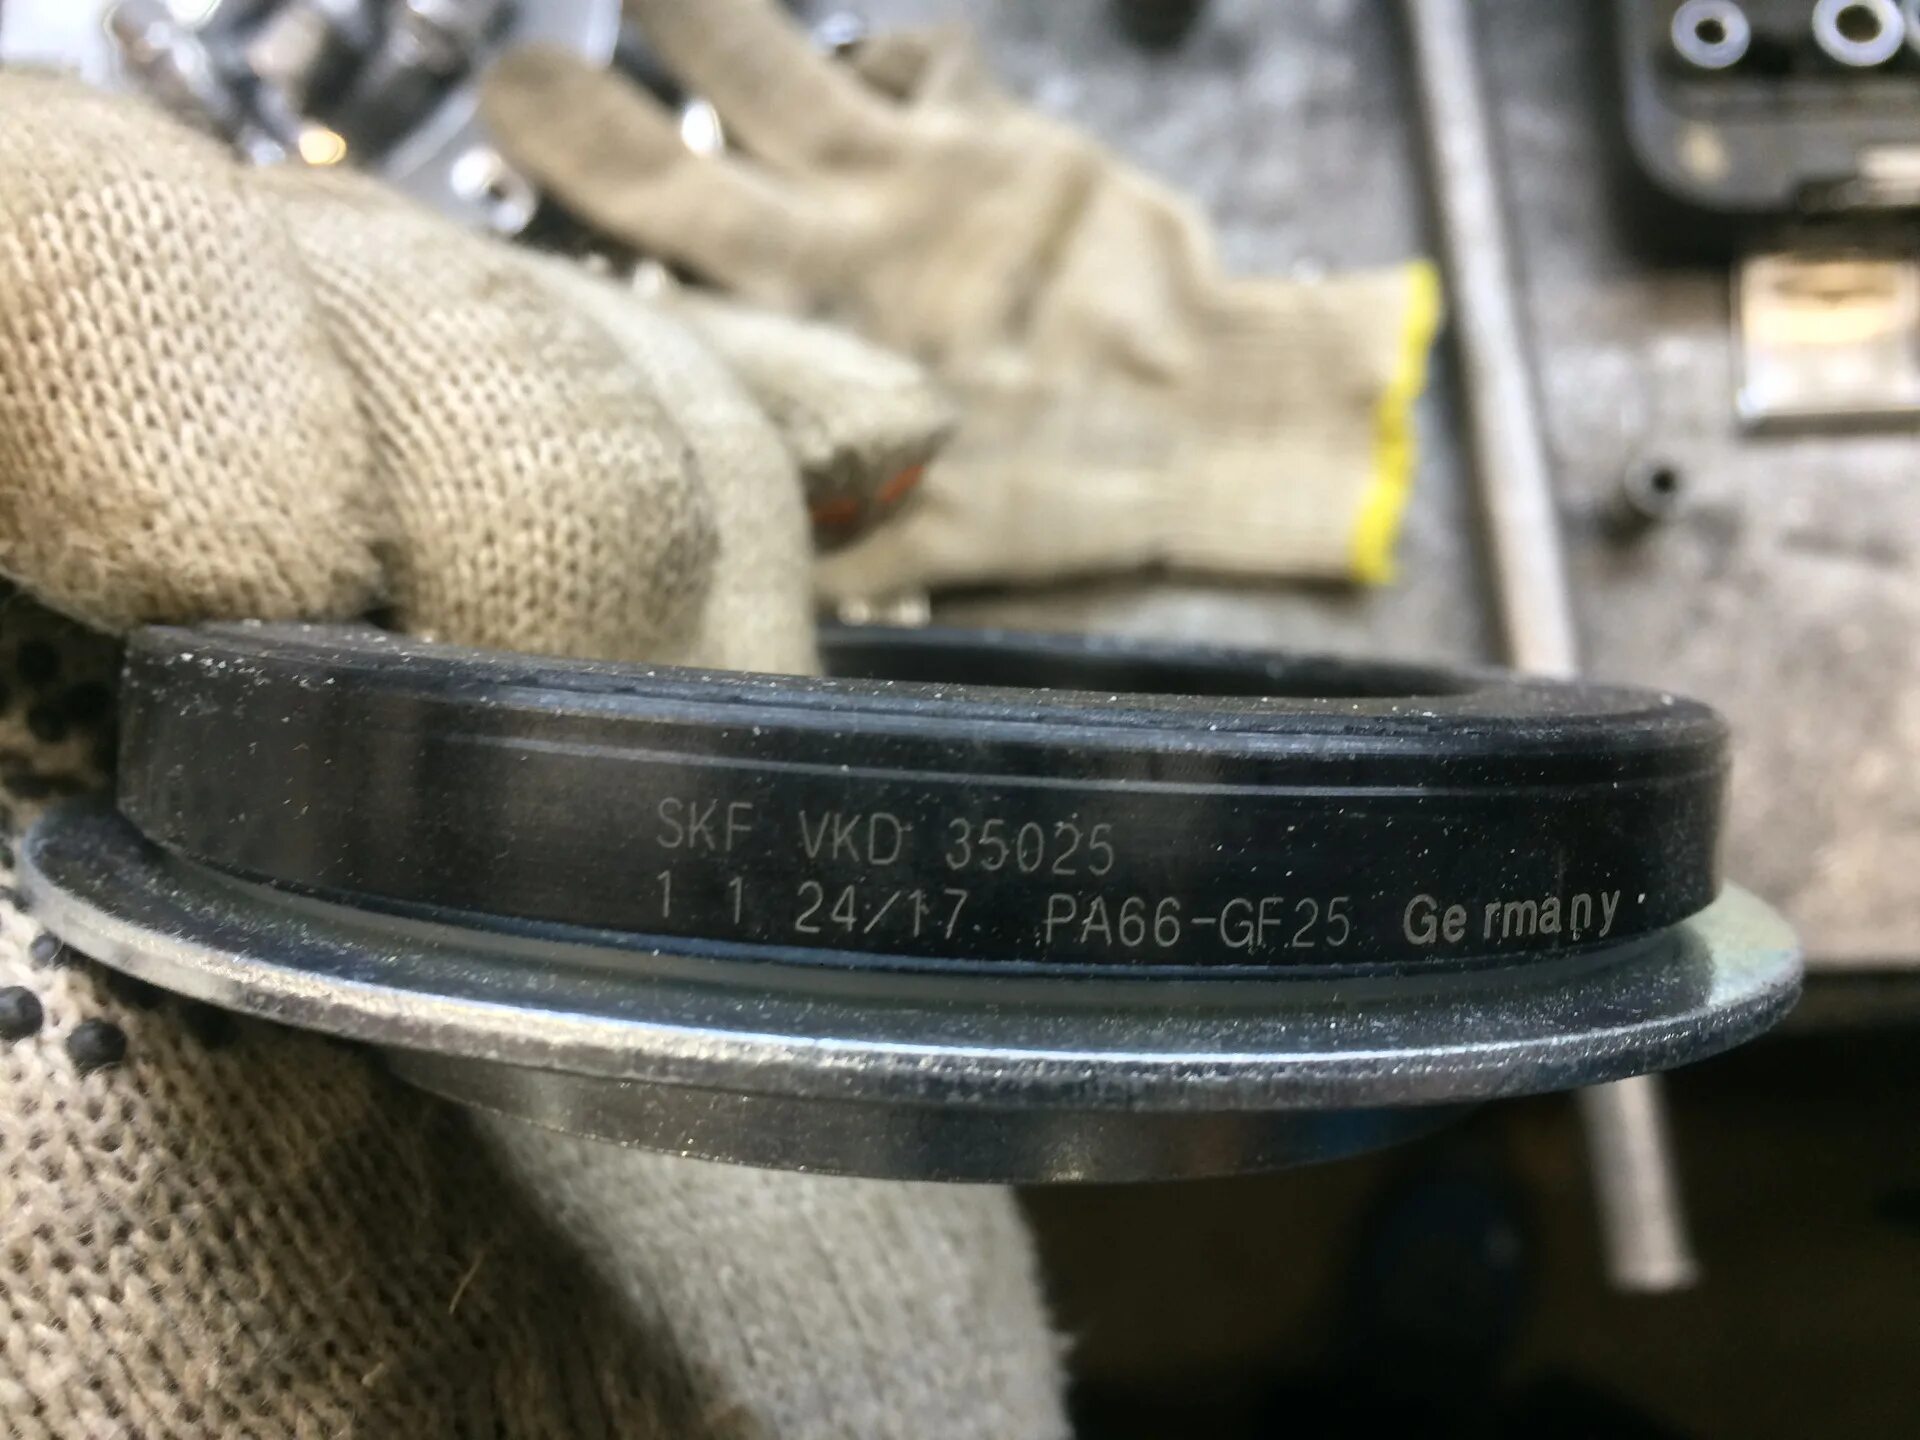 SKF VKD 35025
1 1 24/17 PA66-GF25 Germany